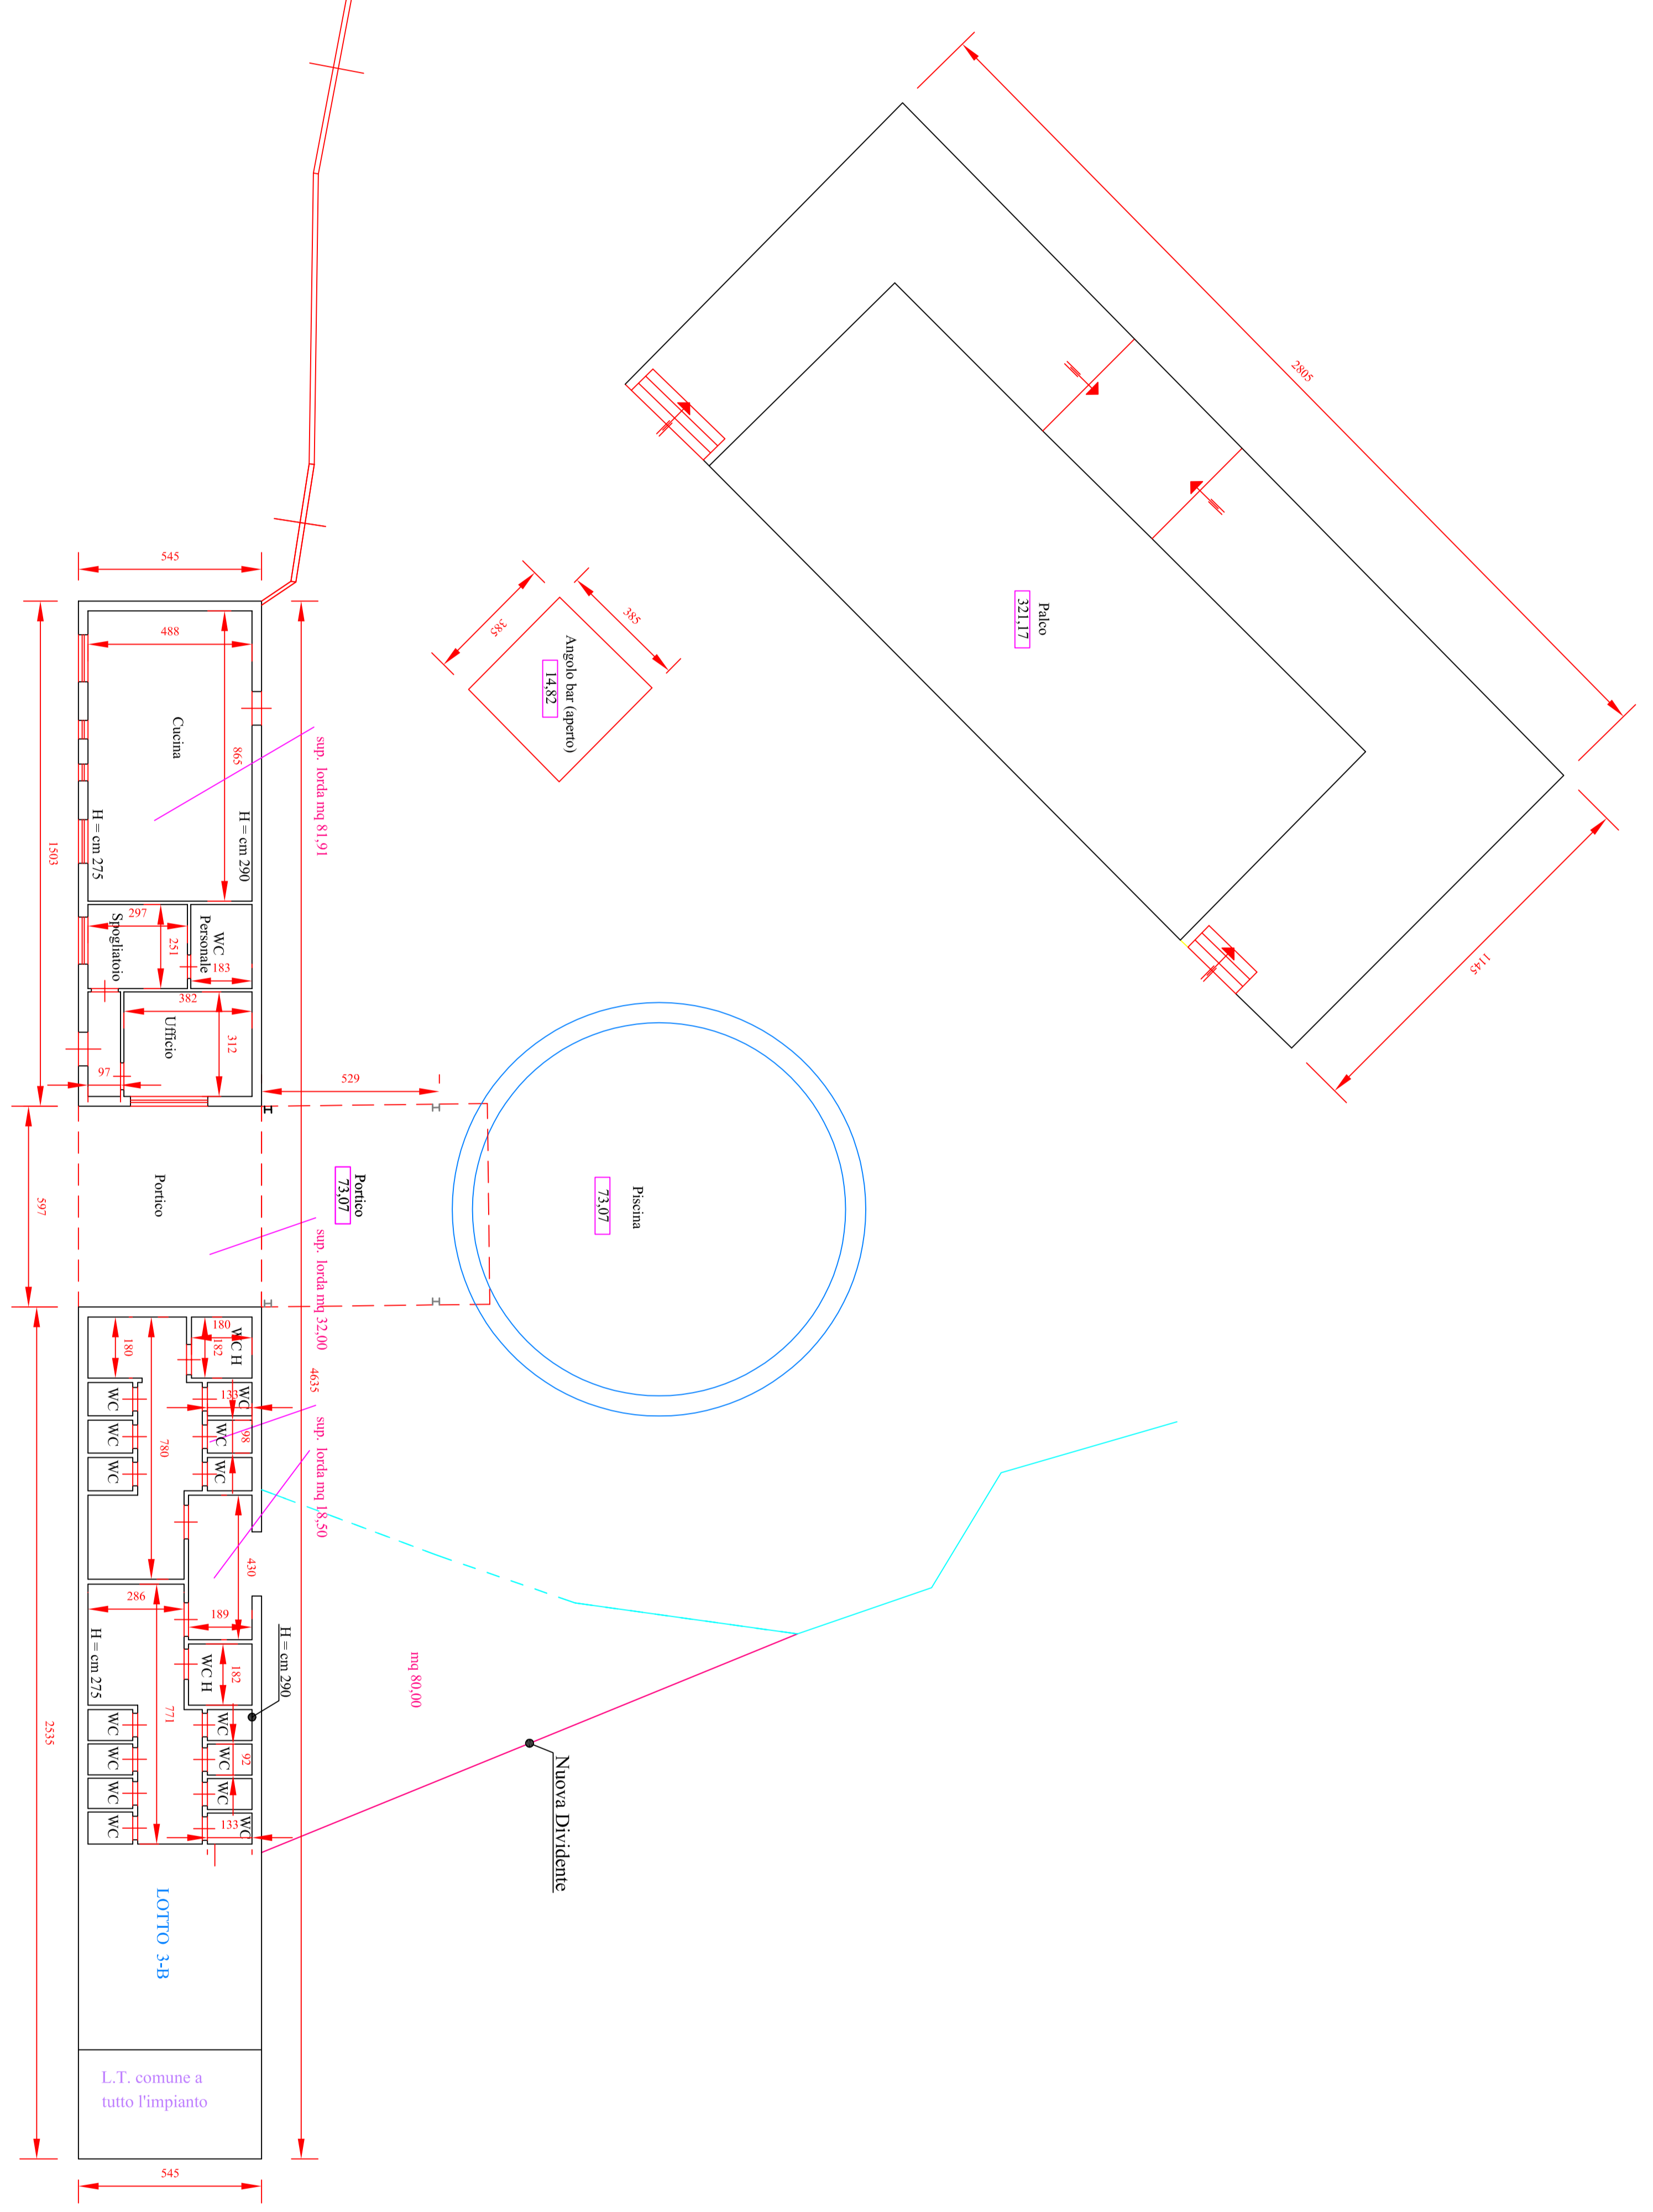 2805
1145
Palco
321,17
385
385
Angolo bar (aperto)
14,82
545
488
865
Cucina
H = cm 290
H = cm 275
1503
sup. lorda mq 81,91
297
251
Spogliatoio
WC
Personale
183
382
Ufficio
312
97
529
Portico
597
Portico
73,07
Piscina
73,07
sup. lorda mq 32,00
4635
sup. lorda mq 18,50
180
182
WC H
180
133
WC
WC
WC
98
WC
WC
WC
780
430
286
189
H = cm 290
H = cm 275
WC H
182
771
WC
WC
WC
WC
92
WC
WC
WC
WC
133
2535
mq 80,00
Nuova Dividente
LOTTO 3-B
L.T. comune a
tutto l'impianto
545